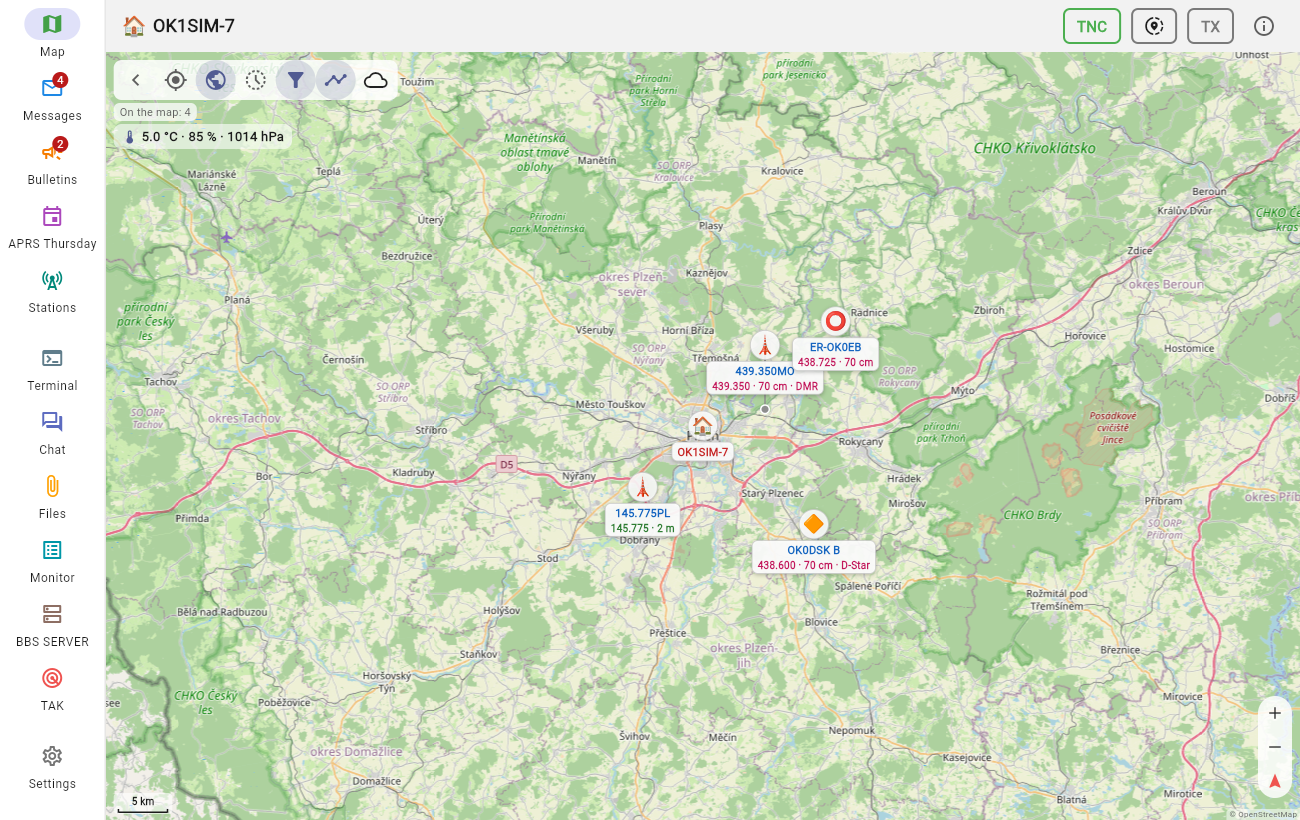 OK1SIM-7
TNC
TX
Map
4
Messages
2
Bulletins
APRS Thursday
Stations
Terminal
Chat
Files
Monitor
BBS SERVER
TAK
Settings
On the map: 4
5.0 °C · 85 % · 1014 hPa
Toužim
přírodní
park Jesenicko
Přírodní
park Horní
Střela
Manětínská
oblast tmavé
oblohy
Manětín
SO ORP
Kralovice
Kralovice
CHKO Křivoklátsko
Mariánské
Lázně
Teplá
Beroun
Úterý
Přírodní
park Manětínská
Plasy
Králův Dvůr
CHKO Če
kras
Zdice
Bezdružice
Kaznějov
okres Plzeň-
sever
okres Beroun
Planá
přírodní
park Český
les
Zbiroh
Radnice
Všeruby
Horní Bříza
Hořovice
Hostomice
ER-OK0EB
438.725 · 70 cm
Třemošná
SO ORP
Nýřany
439.350MO
439.350 · 70 cm · DMR
SO ORP
Rokycany
Černošín
Tachov
SO ORP
Stříbro
Mýto
Dobříš
SO ORP
Tachov
okres Tachov
Město Touškov
Posádkové
cvičiště
Jince
Stříbro
přírodní
park Trhoň
Rokycany
OK1SIM-7
D5
Kladruby
Bor
Nýřany
Hrádek
Starý Plzenec
Mirošov
Příbram
okres Příb
Přimda
145.775PL
145.775 · 2 m
CHKO Brdy
SO ORP
Příbram
Dobřany
OK0DSK B
438.600 · 70 cm · D-Star
Stod
Spálené Poříčí
Rožmitál pod
Třemšínem
Bělá nad Radbuzou
Holýšov
Blovice
Přeštice
okres Plzeň-
jih
Březnice
Staňkov
Horšovský
Týn
CHKO Český
les
Poběžovice
Mirovice
see
Švihov
Měčín
Nepomuk
okres Domažlice
Kasejovice
Domažlice
Blatná
Mirotice
5 km
© OpenStreetMap